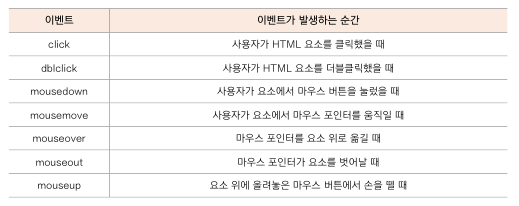 이벤트 이벤트가 발생하는 순간
click 사용자가 HTML 요소를 클릭했을 때
dblclick 사용자가 HTML 요소를 더블클릭했을 때
mousedown 사용자가 요소에서 마우스 버튼을 눌렀을 때
mousemove 사용자가 요소에서 마우스 포인터를 움직일 때
mouseover 마우스 포인터를 요소 위로 옮길 때
mouseout 마우스 포인터가 요소를 벗어날 때
mouseup 요소 위에 올려놓은 마우스 버튼에서 손을 뗄 때